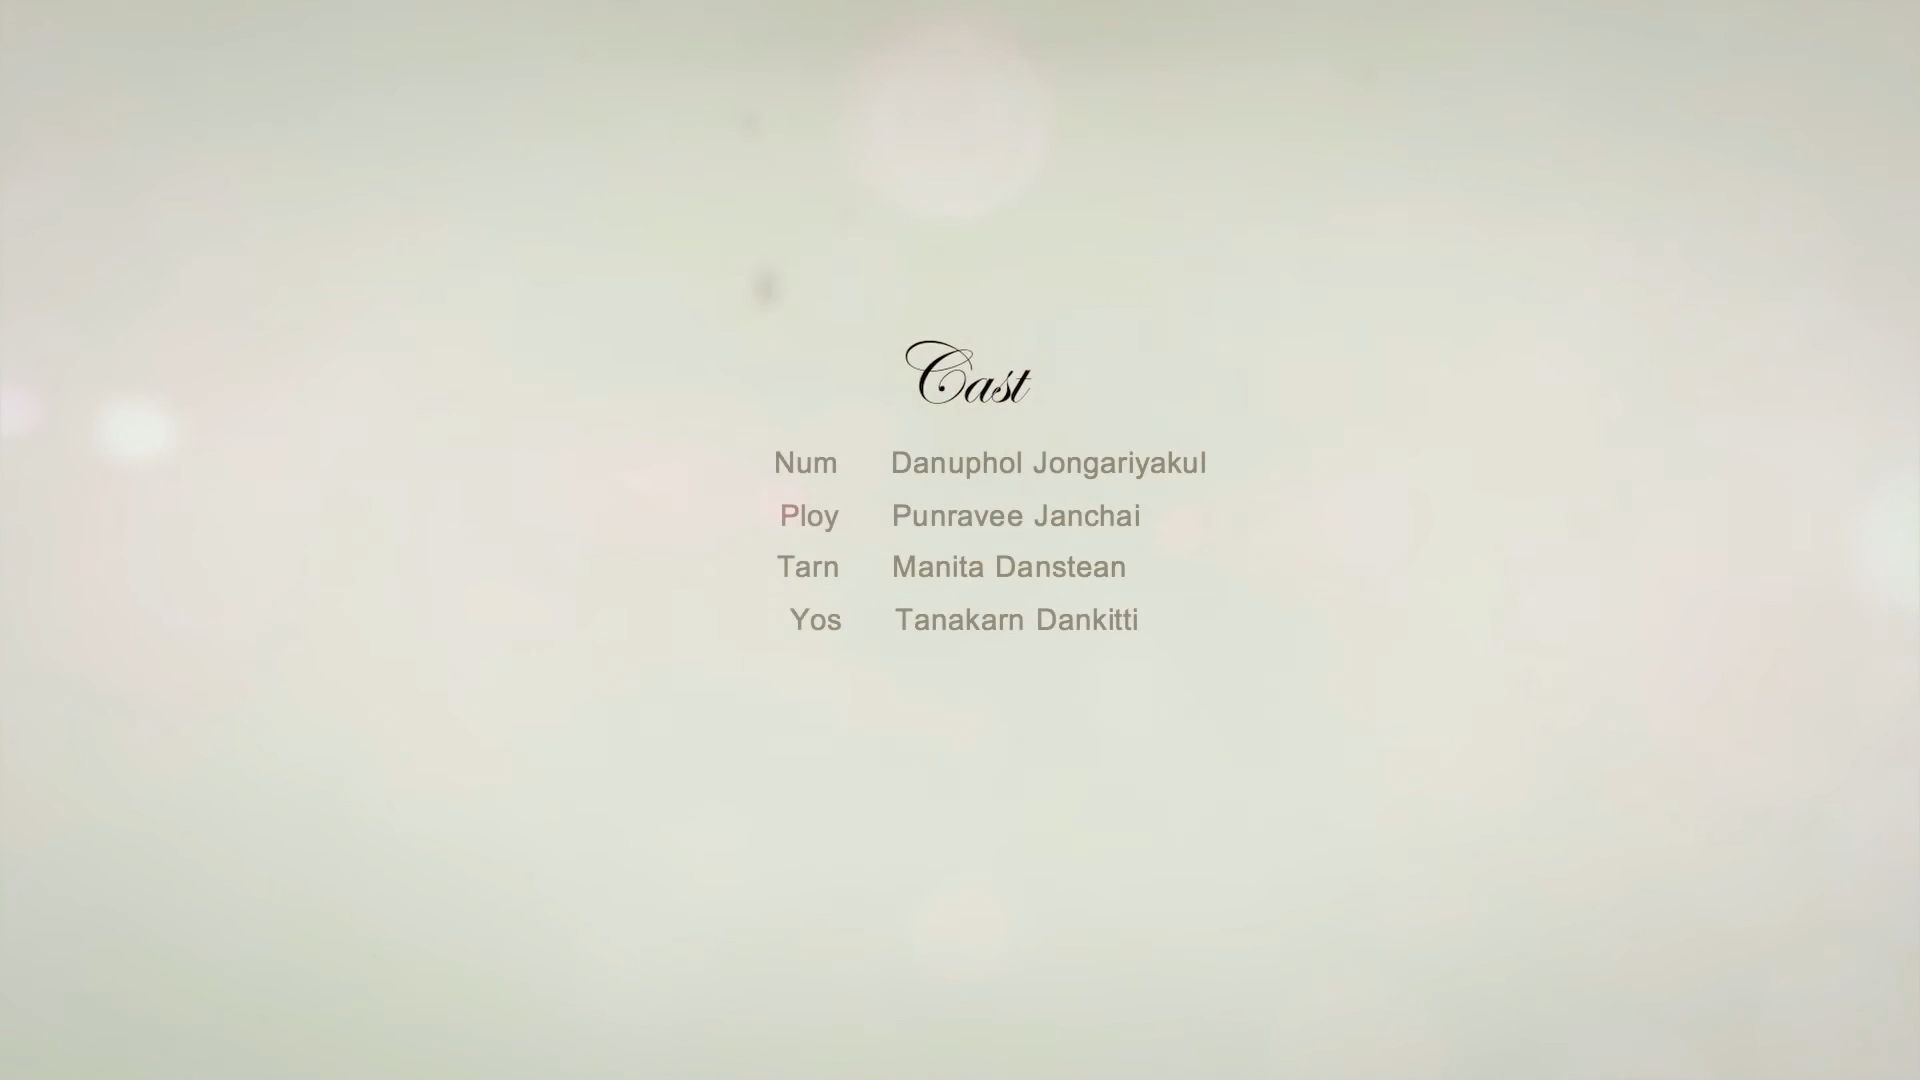 Cast
Num Danuphol Jongariyakul
Ploy Punravee Janchai
Tarn Manita Danstean
Yos Tanakarn Dankitti